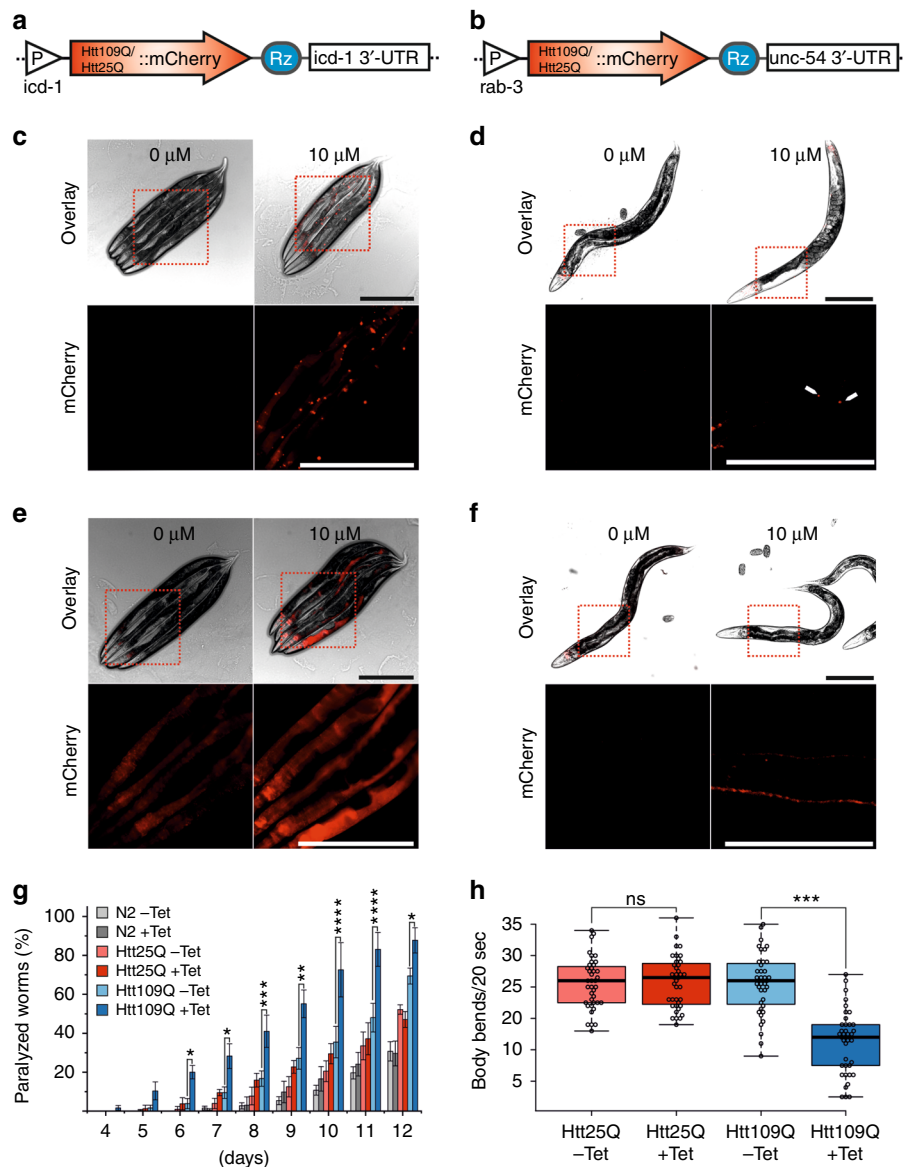 a
P
icd-1
Htt109Q/
Htt25Q
::mCherry
Rz
icd-1 3′-UTR
b
P
rab-3
Htt109Q/
Htt25Q
::mCherry
Rz
unc-54 3′-UTR
c
0 μM
10 μM
Overlay
mCherry
d
0 μM
10 μM
Overlay
mCherry
e
0 μM
10 μM
Overlay
mCherry
f
0 μM
10 μM
Overlay
mCherry
g
Paralyzed worms (%)
100
80
60
40
20
N2 –Tet
N2 +Tet
Htt25Q –Tet
Htt25Q +Tet
Htt109Q –Tet
Htt109Q +Tet
*
*
***
**
****
****
*
4 5 6 7 8 9 10 11 12
(days)
h
Body bends/20 sec
35
30
25
20
10
5
ns
***
Htt25Q Htt25Q Htt109Q Htt109Q
–Tet +Tet –Tet +Tet